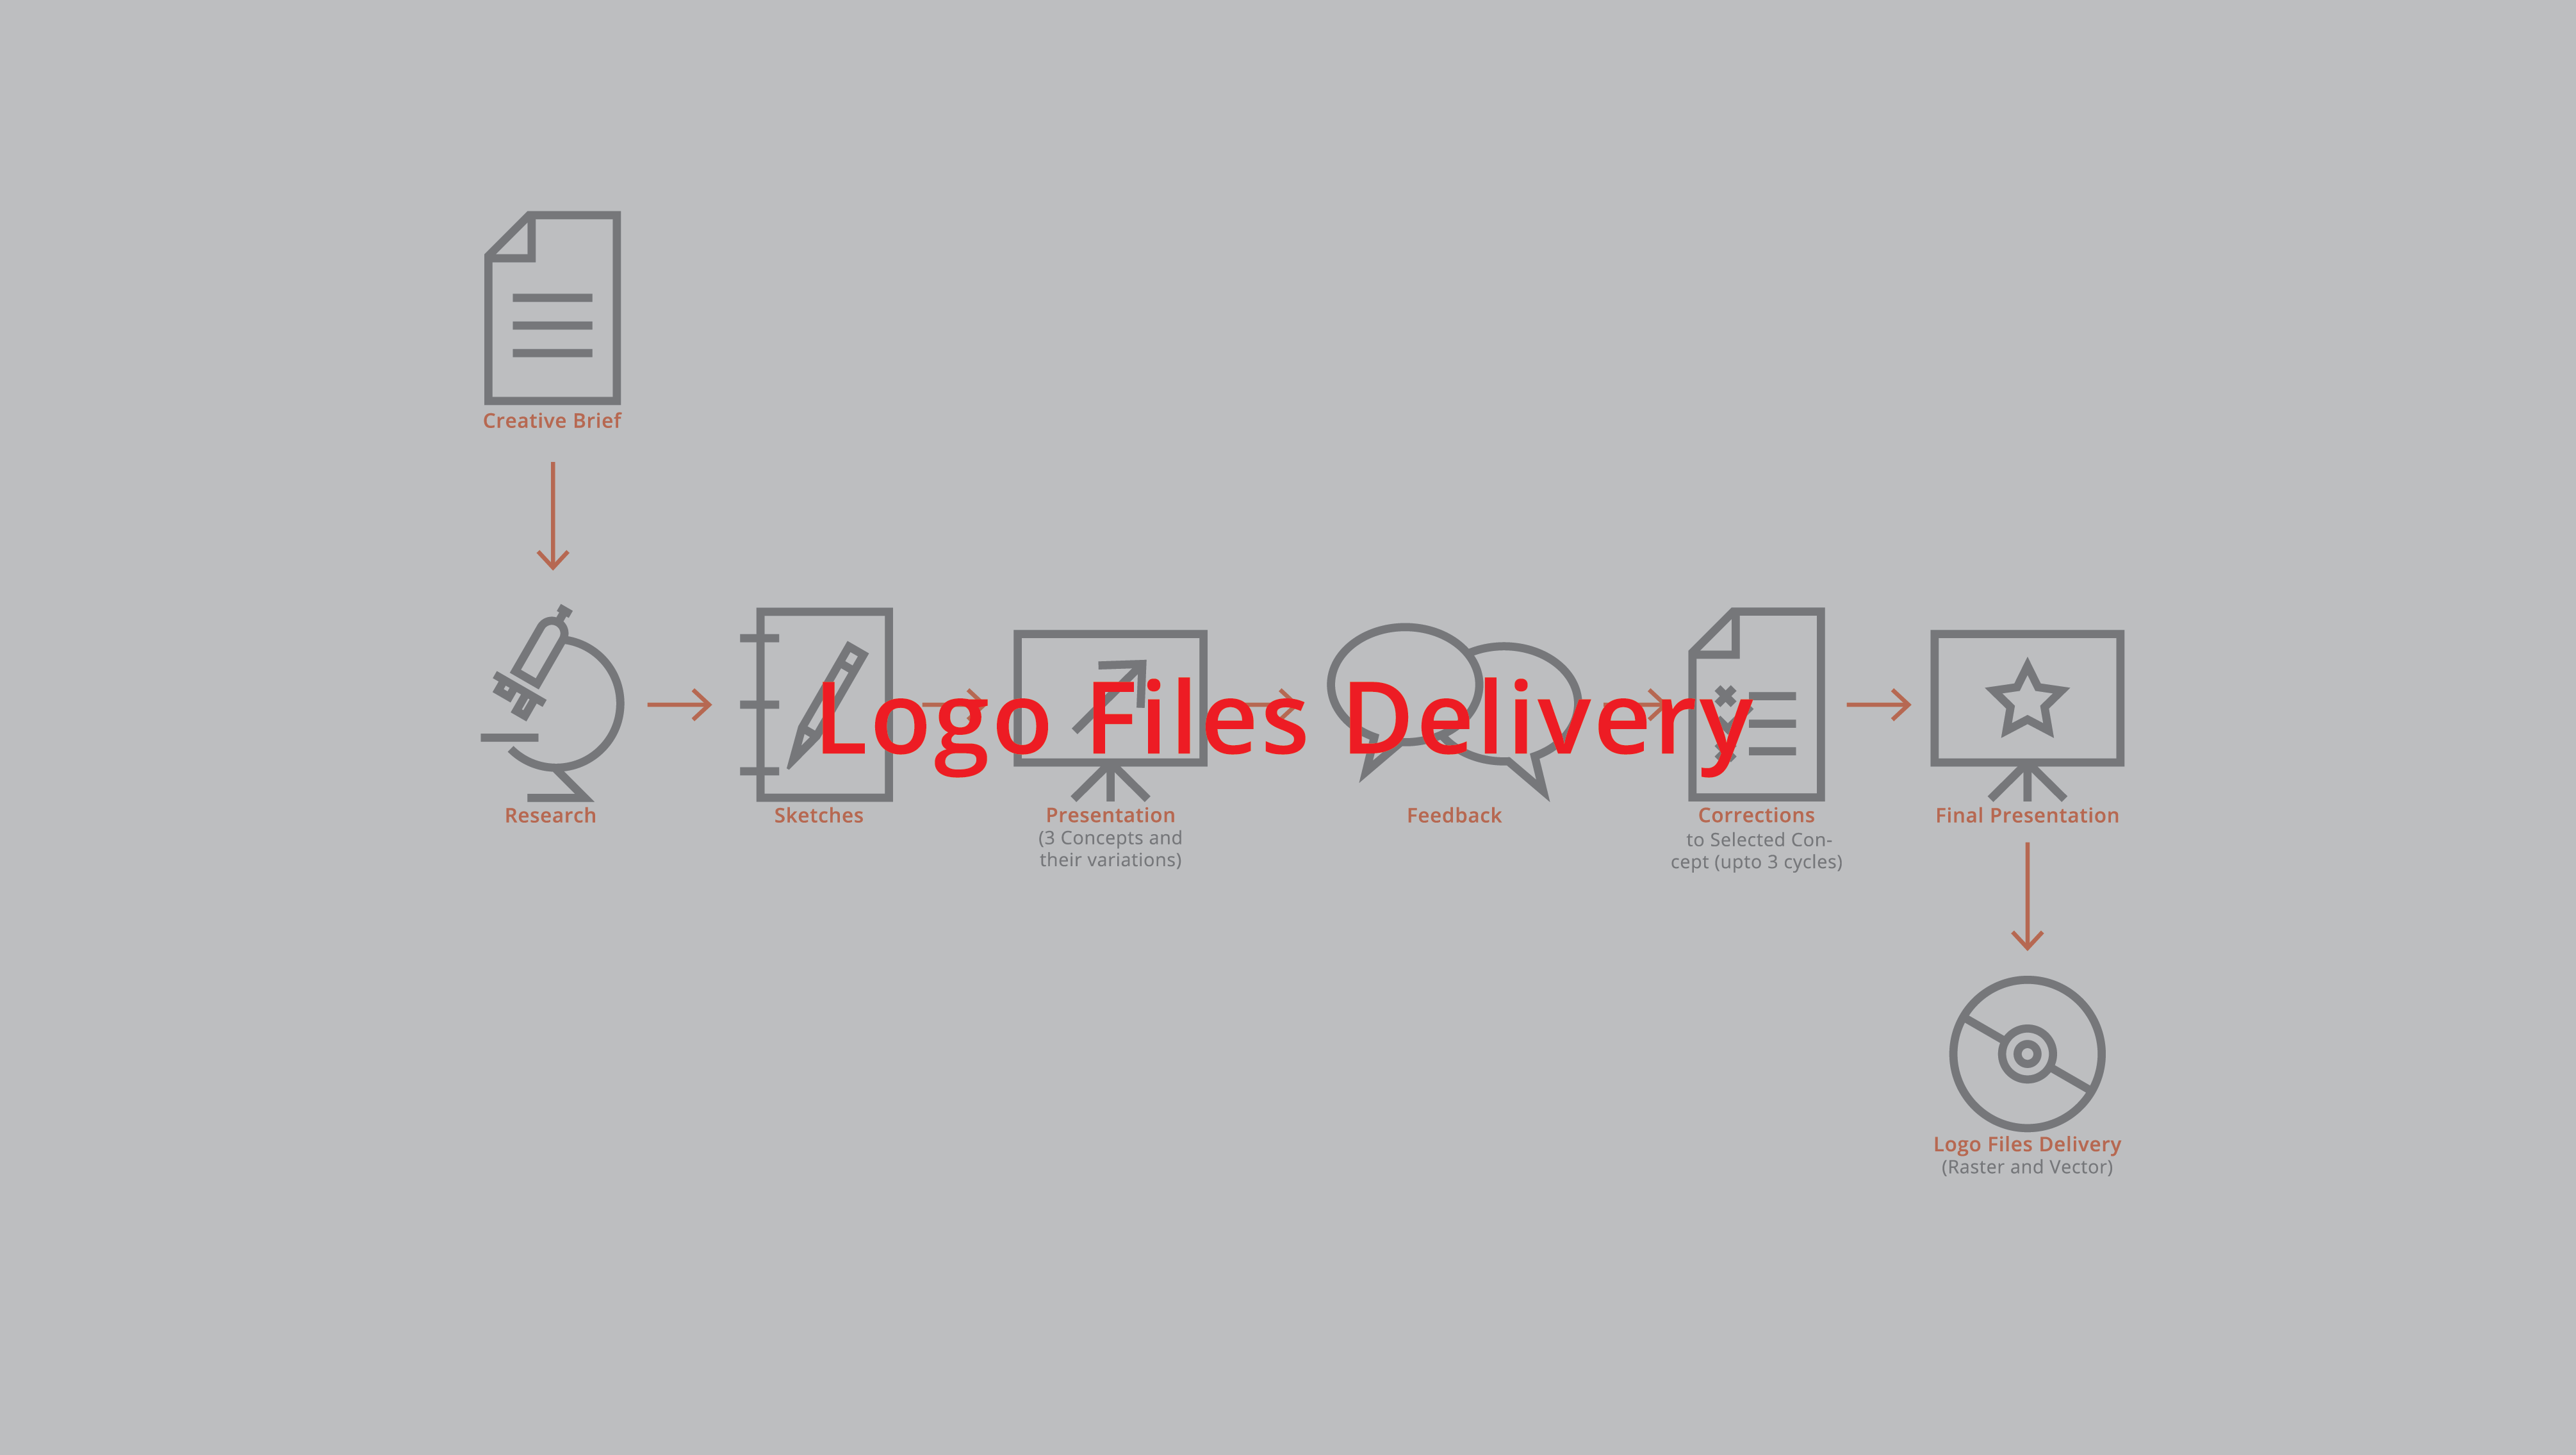 Creative Brief
Logo Files Delivery
Research
Sketches
Presentation
(3 Concepts and
their variations)
Feedback
Corrections
to Selected Con-
cept (upto 3 cycles)
Final Presentation
Logo Files Delivery
(Raster and Vector)